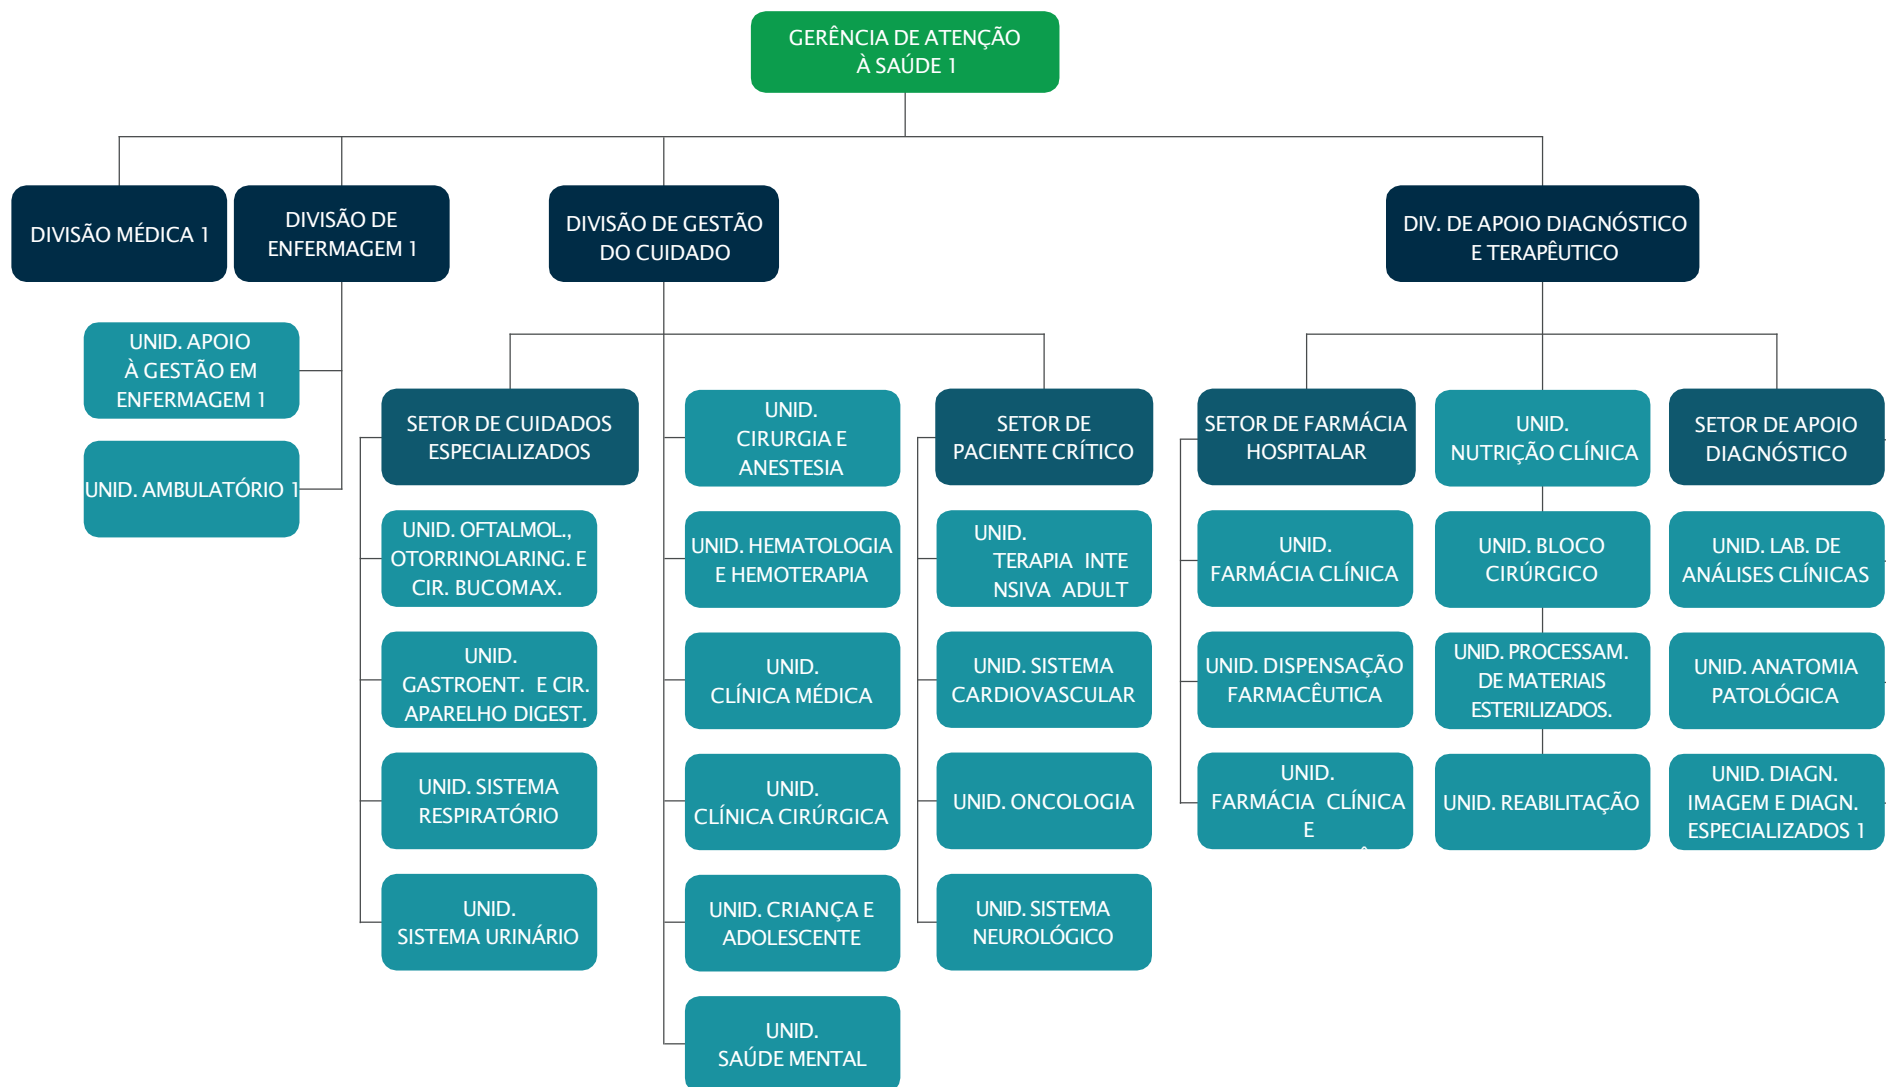 GERÊNCIA DE ATENÇÃO
À SAÚDE 1
DIVISÃO MÉDICA 1
DIVISÃO DE
ENFERMAGEM 1
DIVISÃO DE GESTÃO
DO CUIDADO
DIV. DE APOIO DIAGNÓSTICO
E TERAPÊUTICO
UNID. APOIO
À GESTÃO EM
ENFERMAGEM 1
UNID. AMBULATÓRIO 1
SETOR DE CUIDADOS
ESPECIALIZADOS
UNID. OFTALMOL.,
OTORRINOLARING. E
CIR. BUCOMAX.
UNID.
GASTROENT. E CIR.
APARELHO DIGEST.
UNID. SISTEMA
RESPIRATÓRIO
UNID.
SISTEMA URINÁRIO
UNID.
CIRURGIA E
ANESTESIA
UNID. HEMATOLOGIA
E HEMOTERAPIA
UNID.
CLÍNICA MÉDICA
UNID.
CLÍNICA CIRÚRGICA
UNID. CRIANÇA E
ADOLESCENTE
UNID.
SAÚDE MENTAL
SETOR DE
PACIENTE CRÍTICO
UNID.
TERAPIA INTE
NSIVA ADULT
UNID. SISTEMA
CARDIOVASCULAR
UNID. ONCOLOGIA
UNID. SISTEMA
NEUROLÓGICO
SETOR DE FARMÁCIA
HOSPITALAR
UNID.
FARMÁCIA CLÍNICA
UNID. DISPENSAÇÃO
FARMACÊUTICA
UNID.
FARMÁCIA CLÍNICA
E
UNID.
NUTRIÇÃO CLÍNICA
UNID. BLOCO
CIRÚRGICO
UNID. PROCESSAM.
DE MATERIAIS
ESTERILIZADOS.
UNID. REABILITAÇÃO
SETOR DE APOIO
DIAGNÓSTICO
UNID. LAB. DE
ANÁLISES CLÍNICAS
UNID. ANATOMIA
PATOLÓGICA
UNID. DIAGN.
IMAGEM E DIAGN.
ESPECIALIZADOS 1